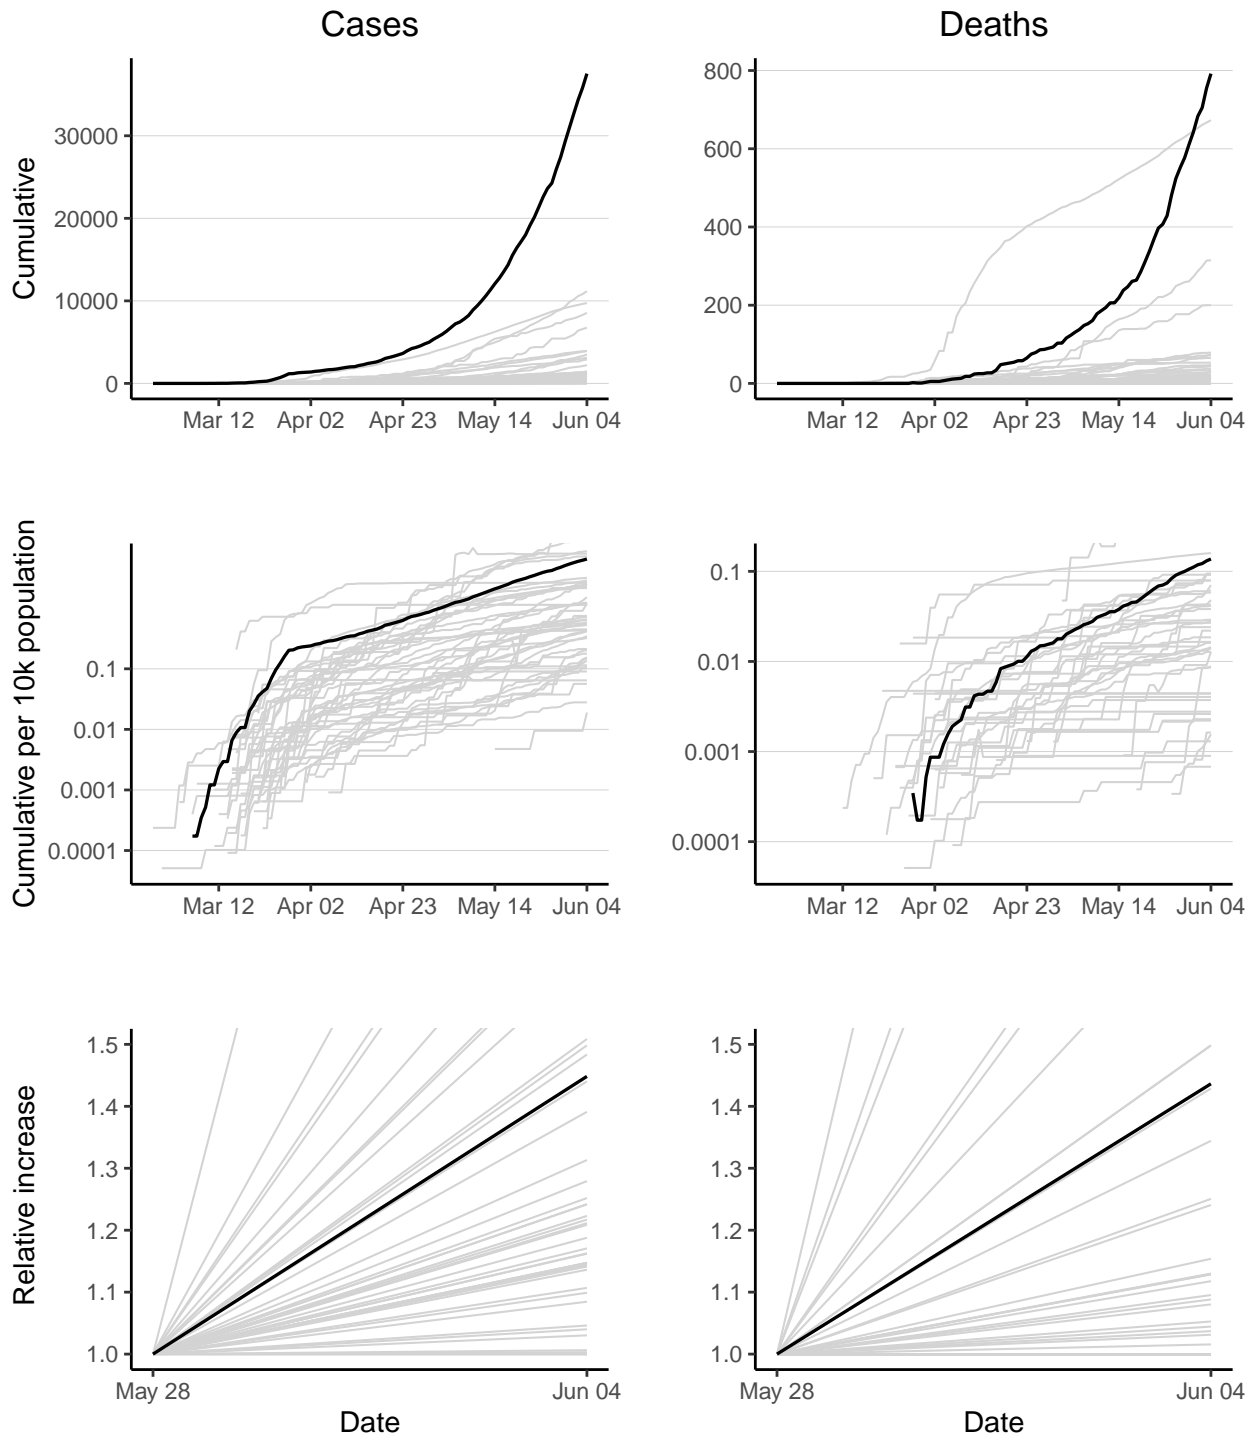 Cases
Deaths
Cumulative
30000
20000
10000
0
Mar 12 Apr 02 Apr 23 May 14 Jun 04
800
600
400
200
0
Mar 12 Apr 02 Apr 23 May 14 Jun 04
Cumulative per 10k population
0.1
0.01
0.001
0.0001
Mar 12 Apr 02 Apr 23 May 14 Jun 04
0.1
0.01
0.001
0.0001
Mar 12 Apr 02 Apr 23 May 14 Jun 04
Relative increase
1.5
1.4
1.3
1.2
1.1
1.0
May 28 Jun 04
Date
1.5
1.4
1.3
1.2
1.1
1.0
May 28 Jun 04
Date